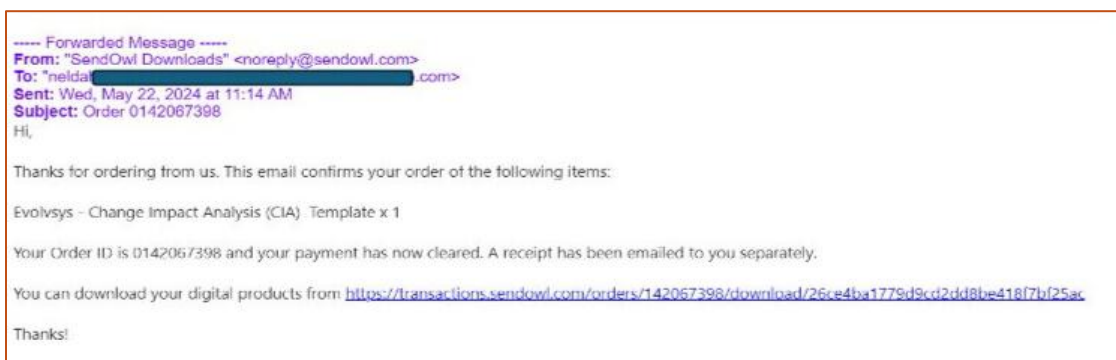 ----- Forwarded Message -----
From: "SendOwl Downloads" <noreply@sendowl.com>
To: "neldal .com>
Sent: Wed, May 22, 2024 at 11:14 AM
Subject: Order 0142067398
Hi,
Thanks for ordering from us. This email confirms your order of the following items:
Evolvsys - Change Impact Analysis (CIA) Template x 1
Your Order ID is 0142067398 and your payment has now cleared. A receipt has been emailed to you separately.
You can download your digital products from https://transactions.sendowl.com/orders/142067398/download/26ce4ba1779d9cd2dd8be418f7bf25ac
Thanks!